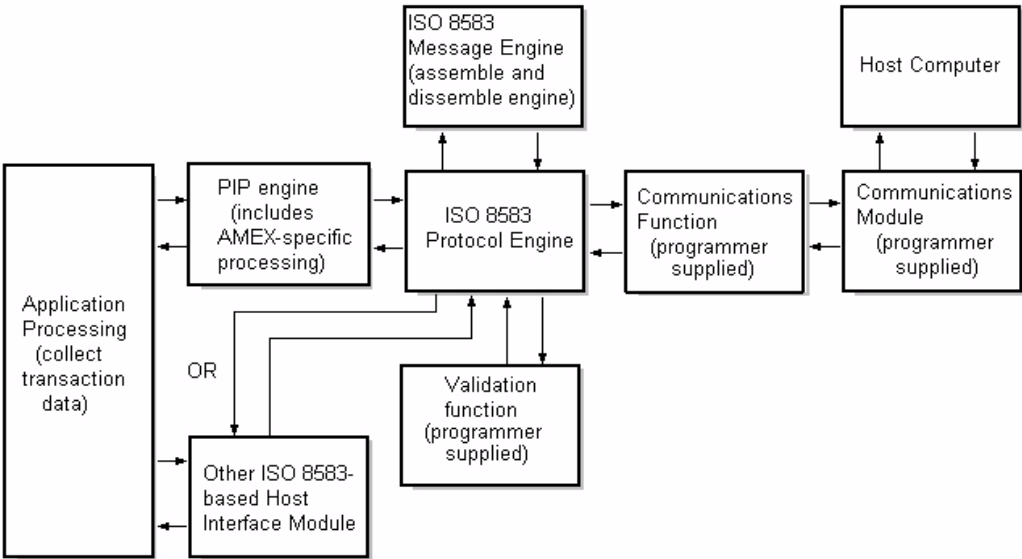 ISO 8583
Message Engine
(assemble and
dissemble engine)
Host Computer
PIP engine
(includes
AMEX-specific
processing)
ISO 8583
Protocol Engine
Communications
Function
(programmer
supplied)
Communications
Module
(programmer
supplied)
Application
Processing
(collect
transaction
data)
OR
Validation
function
(programmer
supplied)
Other ISO 8583-
based Host
Interface Module